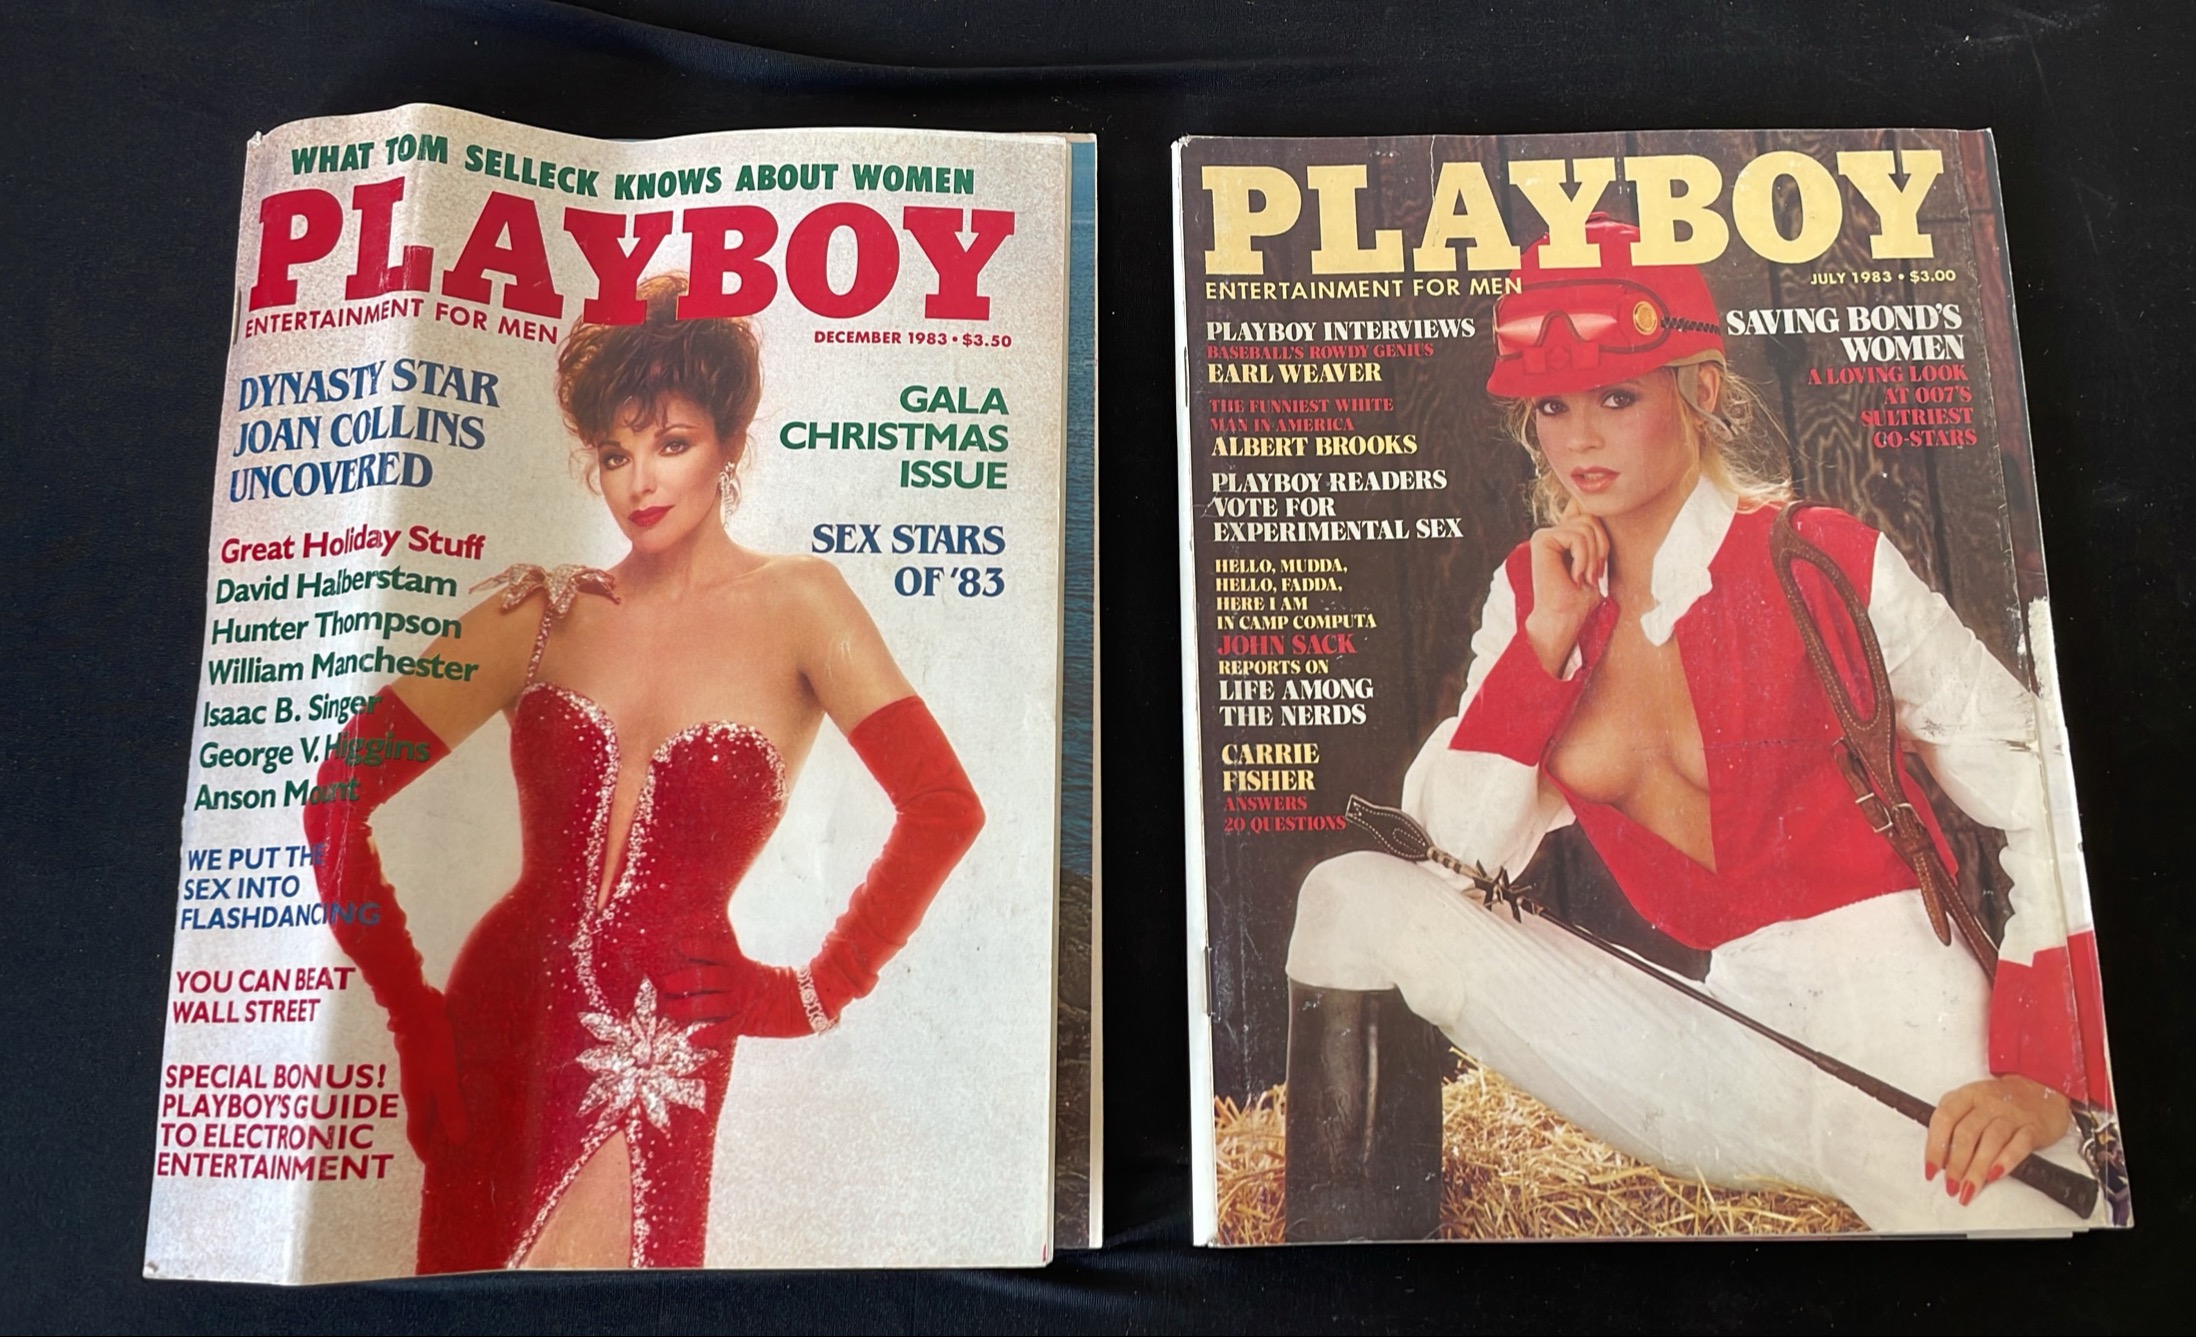 WHAT TOM SELLECK KNOWS ABOUT WOMEN
PLAYBOY
ENTERTAINMENT FOR MEN
DECEMBER 1983 • $3.50
DYNASTY STAR
JOAN COLLINS
UNCOVERED
Great Holiday Stuff
David Halberstam
Hunter Thompson
William Manchester
Isaac B. Singer
George V. Higgins
Anson Mount
WE PUT THE
SEX INTO
FLASHDANCING
YOU CAN BEAT
WALL STREET
SPECIAL BONUS!
PLAYBOY'S GUIDE
TO ELECTRONIC
ENTERTAINMENT
GALA
CHRISTMAS
ISSUE
SEX STARS
OF '83
PLAYBOY
ENTERTAINMENT FOR MEN
JULY 1983 • $3.00
PLAYBOY INTERVIEWS
BASEBALL'S ROWDY GENIUS
EARL WEAVER
THE FUNNIEST WHITE
MAN IN AMERICA
ALBERT BROOKS
PLAYBOY READERS
VOTE FOR
EXPERIMENTAL SEX
HELLO, MUDDA,
HELLO, FADDA,
HERE I AM
IN CAMP COMPUTA
JOHN SACK
REPORTS ON
LIFE AMONG
THE NERDS
CARRIE
FISHER
ANSWERS
20 QUESTIONS
SAVING BOND'S
WOMEN
A LOVING LOOK
AT 007'S
SULTRIEST
CO-STARS